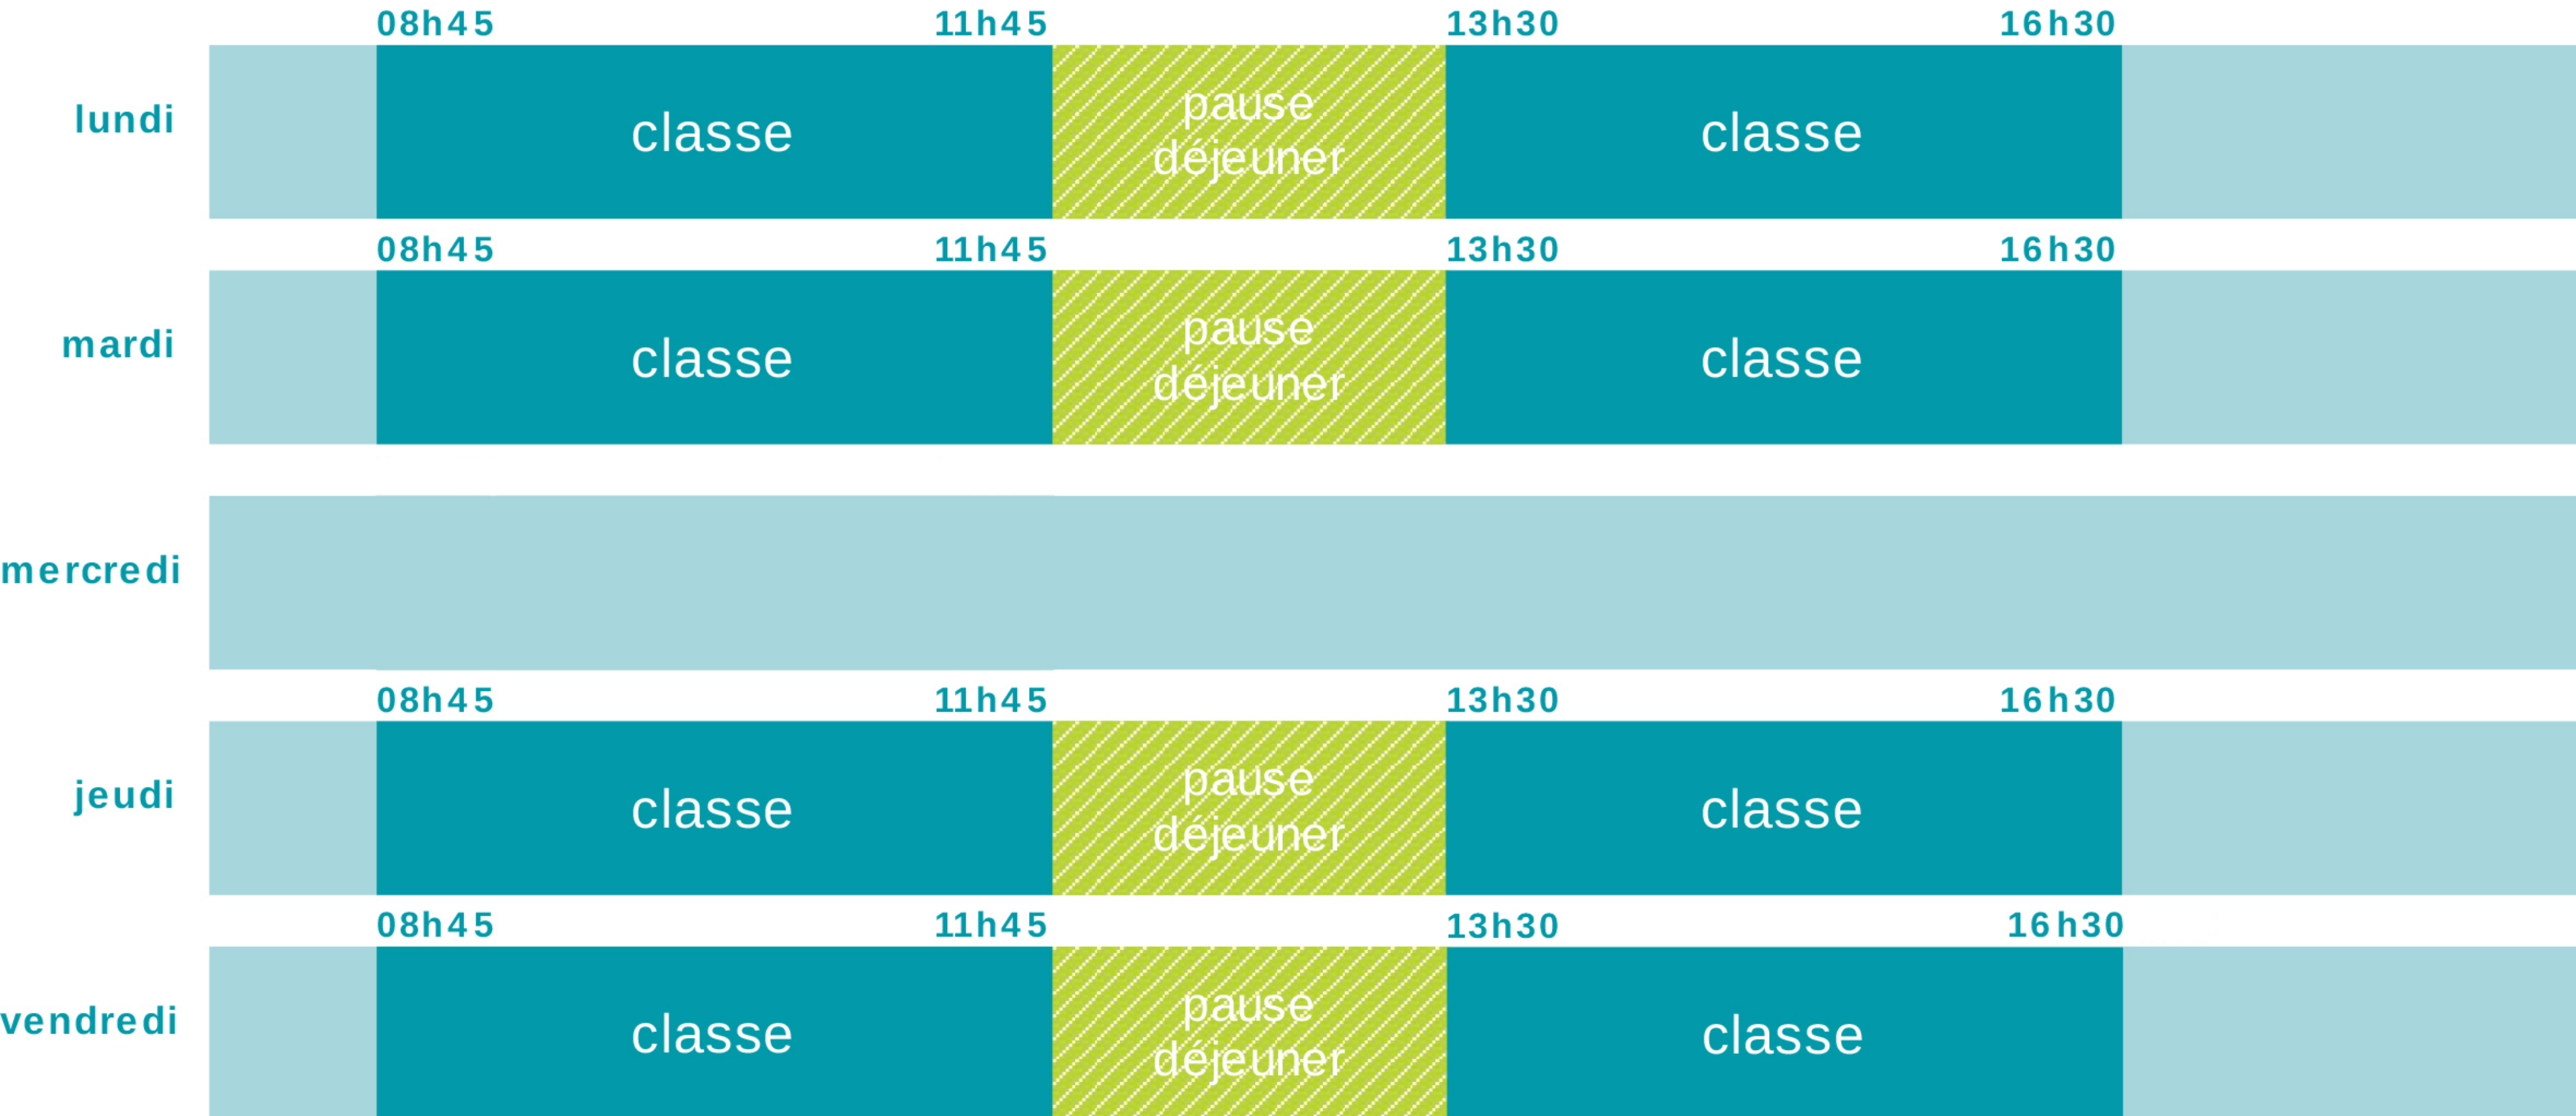 08h45 11h45 13h30 16h30
lundi classe pause déjeuner classe
08h45 11h45 13h30 16h30
mardi classe pause déjeuner classe
mercredi
08h45 11h45 13h30 16h30
jeudi classe pause déjeuner classe
08h45 11h45 13h30 16h30
vendredi classe pause déjeuner classe